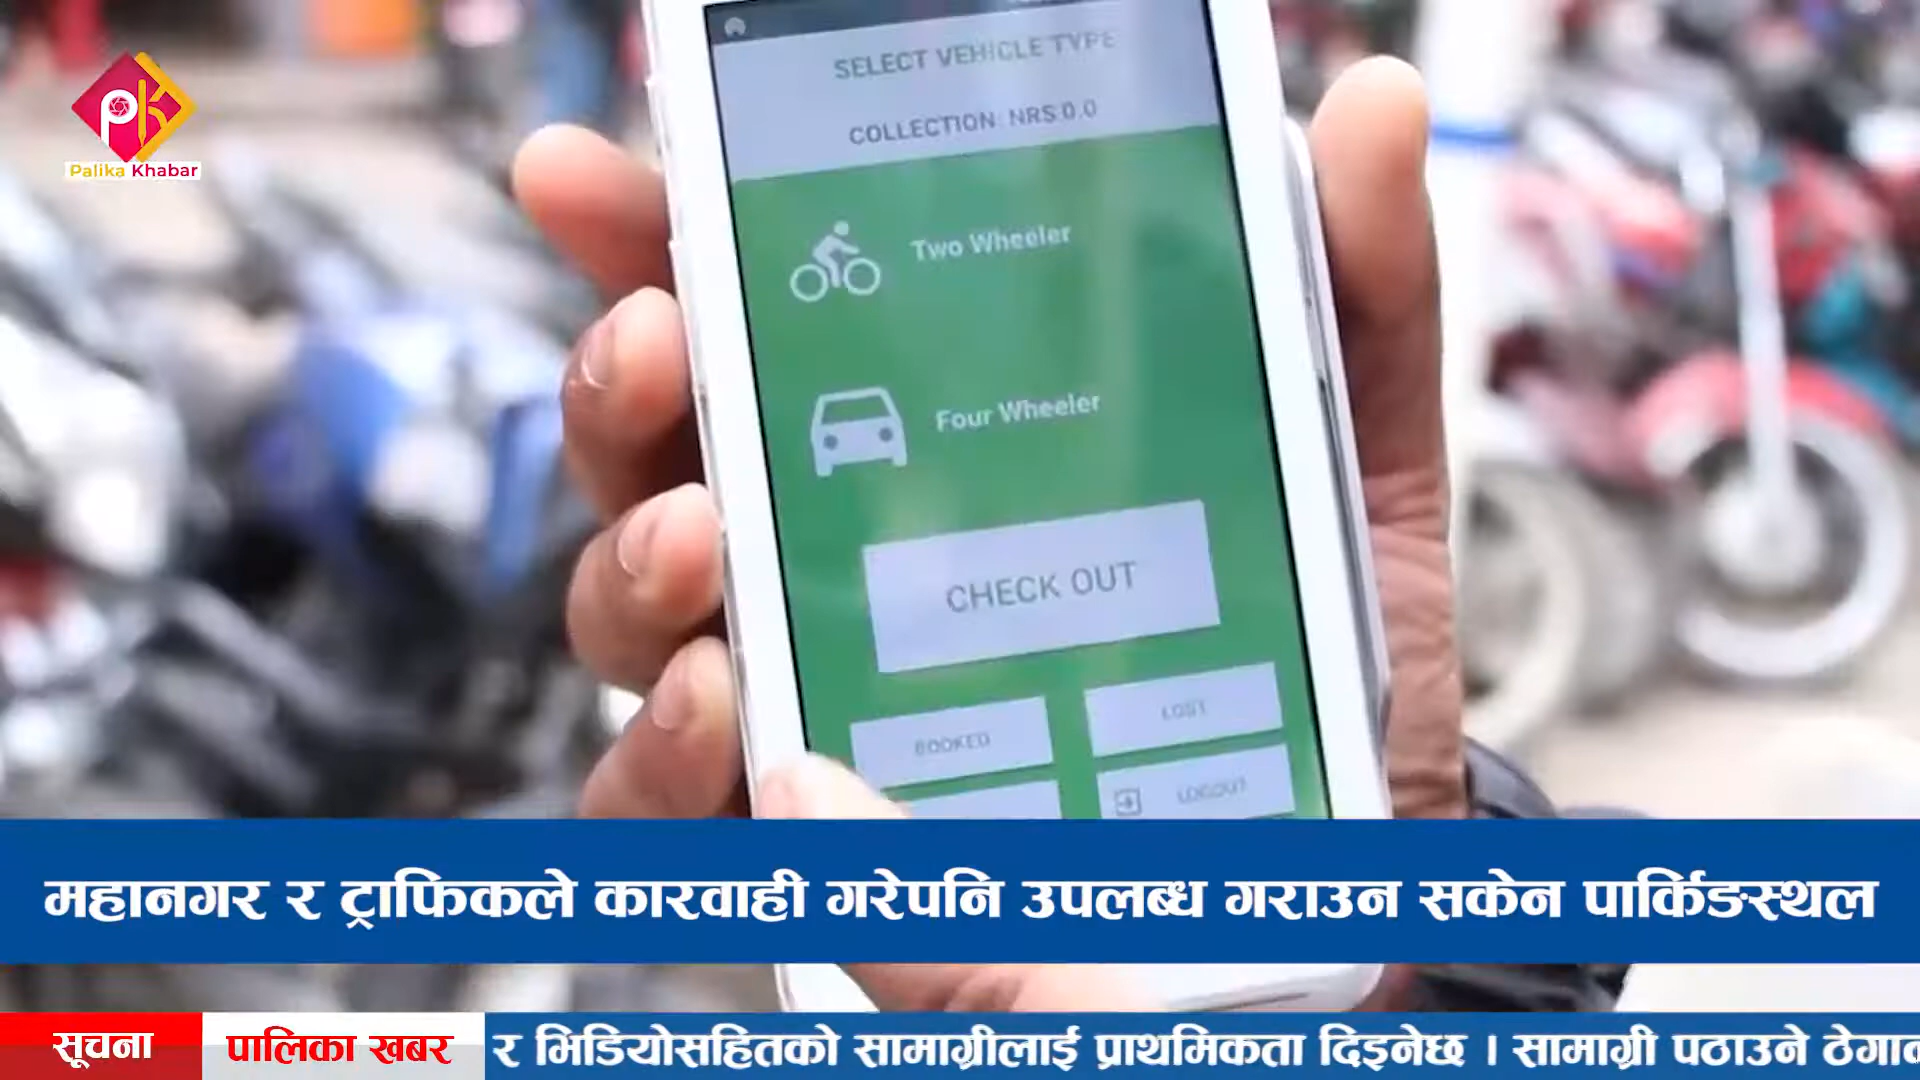 PK
Palika Khabar
SELECT VEHICLE TYPE
COLLECTION: NRS 0.0
Two Wheeler
Four Wheeler
CHECK OUT
BOOKED
LOST
LOGOUT
महानगर र ट्राफिकले कारवाही गरेपनि उपलब्ध गराउन सकेन पार्किङस्थल
सूचना
पालिका खबर
र भिडियोसहितको सामाग्रीलाई प्राथमिकता दिइनेछ । सामाग्री पठाउने